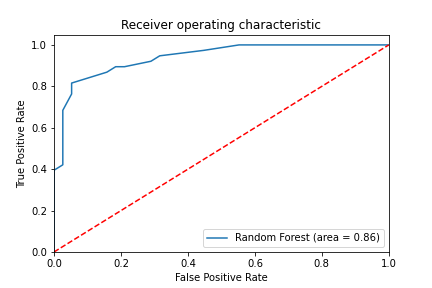 Receiver operating characteristic
True Positive Rate
1.0
0.8
0.6
0.4
0.2
0.0
Random Forest (area = 0.86)
0.0 0.2 0.4 0.6 0.8 1.0
False Positive Rate